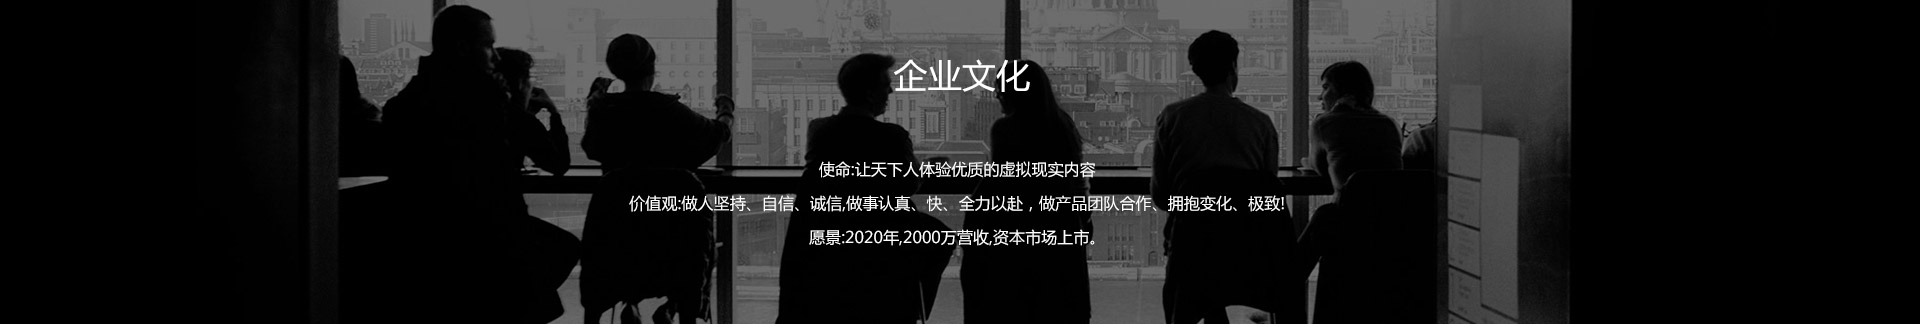 企业文化
使命:让天下人体验优质的虚拟现实内容
价值观:做人坚持、自信、诚信,做事认真、快、全力以赴，做产品团队合作、拥抱变化、极致!
愿景:2020年,2000万营收,资本市场上市。